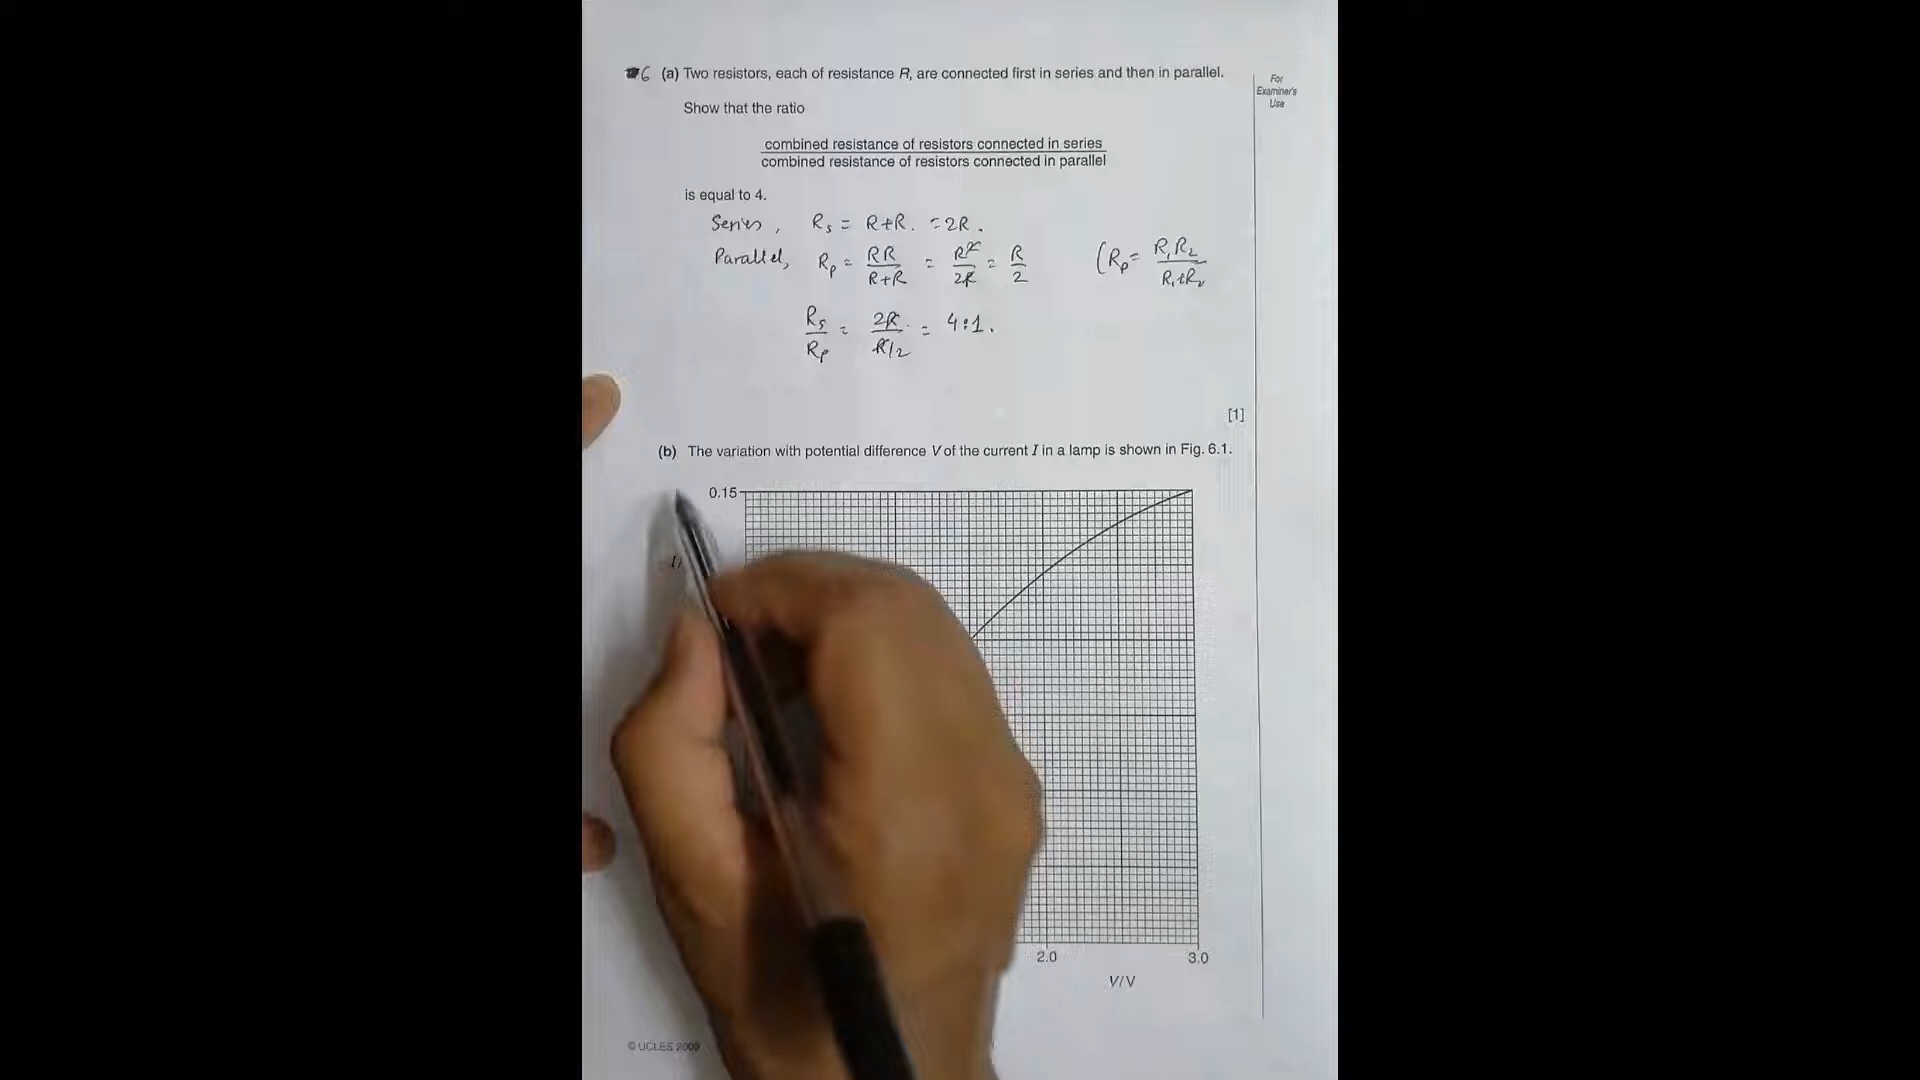 6 (a) Two resistors, each of resistance R, are connected first in series and then in parallel.
For
Examiner's
Use
Show that the ratio
combined resistance of resistors connected in series
combined resistance of resistors connected in parallel
is equal to 4.
Series, Rs = R+R. = 2R.
Parallel, Rp = RR/R+R = R²/2R = R/2 (Rp = R1R2/R1+R2
Rs/Rp = 2R/R/2 = 4:1.
[1]
(b) The variation with potential difference V of the current I in a lamp is shown in Fig. 6.1.
0.15
I/
2.0 3.0
V/V
© UCLES 2009